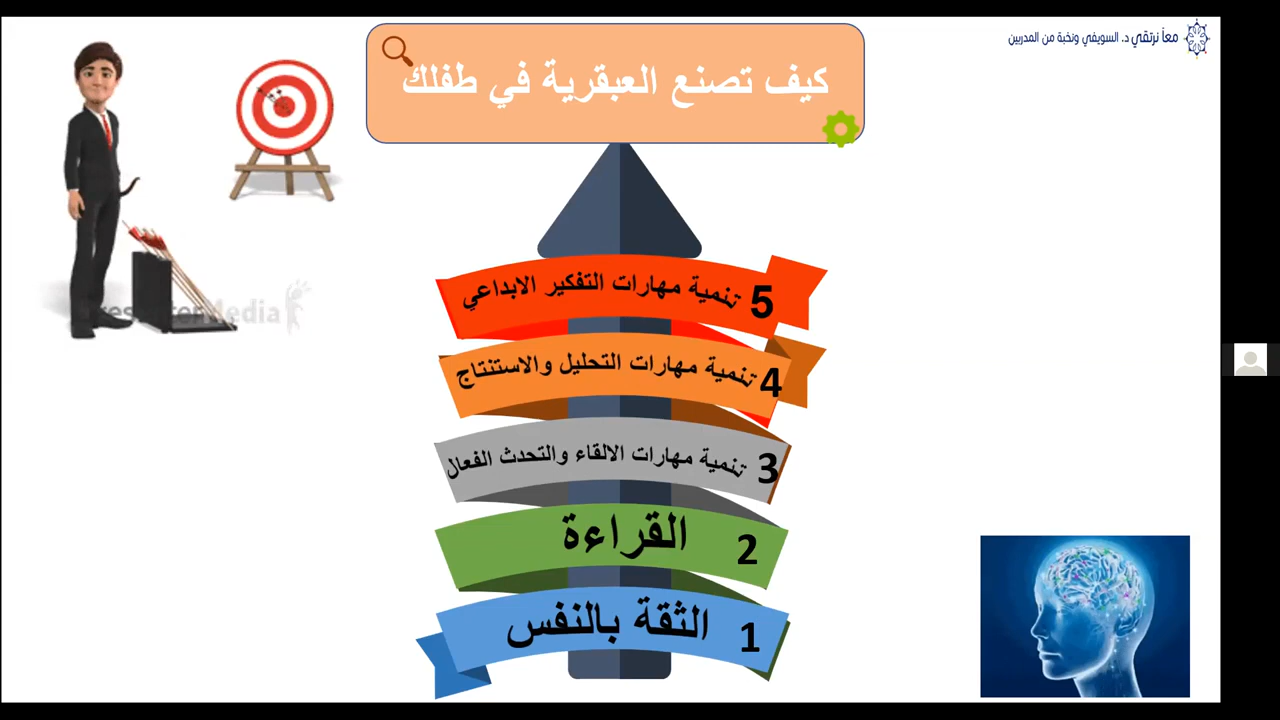 معاً نرتقي د. السويفي ونخبة من المدربين
كيف تصنع العبقرية في طفلك
5 تنمية مهارات التفكير الابداعي
4 تنمية مهارات التحليل والاستنتاج
3 تنمية مهارات الالقاء والتحدث الفعال
2 القراءة
1 الثقة بالنفس